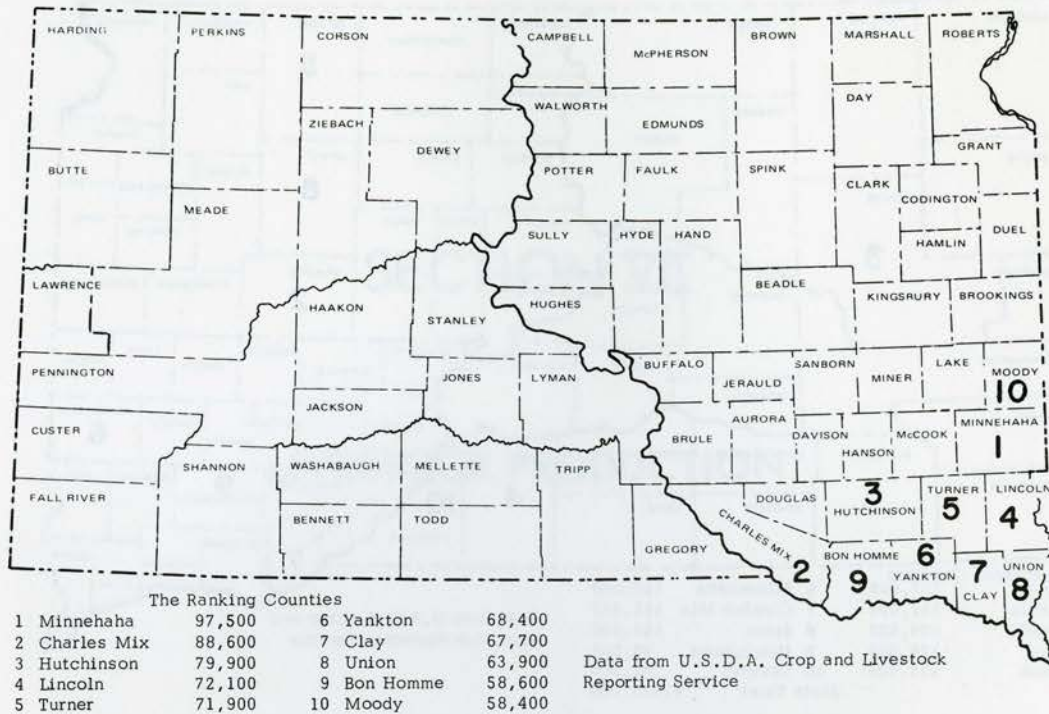 HARDING PERKINS CORSON CAMPBELL McPHERSON BROWN MARSHALL ROBERTS
WALWORTH DAY
ZIEBACH EDMUNDS
DEWEY GRANT
BUTTE POTTER FAULK SPINK CLARK
MEADE CODINGTON
SULLY HYDE HAND HAMLIN DUEL
LAWRENCE HAAKON HUGHES BEADLE KINGSRURY BROOKINGS
STANLEY
PENNINGTON JONES LYMAN BUFFALO JERAULD SANBORN MINER LAKE MOODY
10
JACKSON AURORA MINNEHAHA
CUSTER BRULE DAVISON McCOOK 1
HANSON
SHANNON WASHABAUGH MELLETTE TRIPP
FALL RIVER DOUGLAS 3 TURNER LINCOLN
HUTCHINSON 5 4
BENNETT TODD CHARLES MIX
GREGORY BON HOMME 6 UNION
2 9 YANKTON 7 8
CLAY
The Ranking Counties
1 Minnehaha 97,500 6 Yankton 68,400
2 Charles Mix 88,600 7 Clay 67,700
3 Hutchinson 79,900 8 Union 63,900
4 Lincoln 72,100 9 Bon Homme 58,600
5 Turner 71,900 10 Moody 58,400
Data from U.S.D.A. Crop and Livestock
Reporting Service